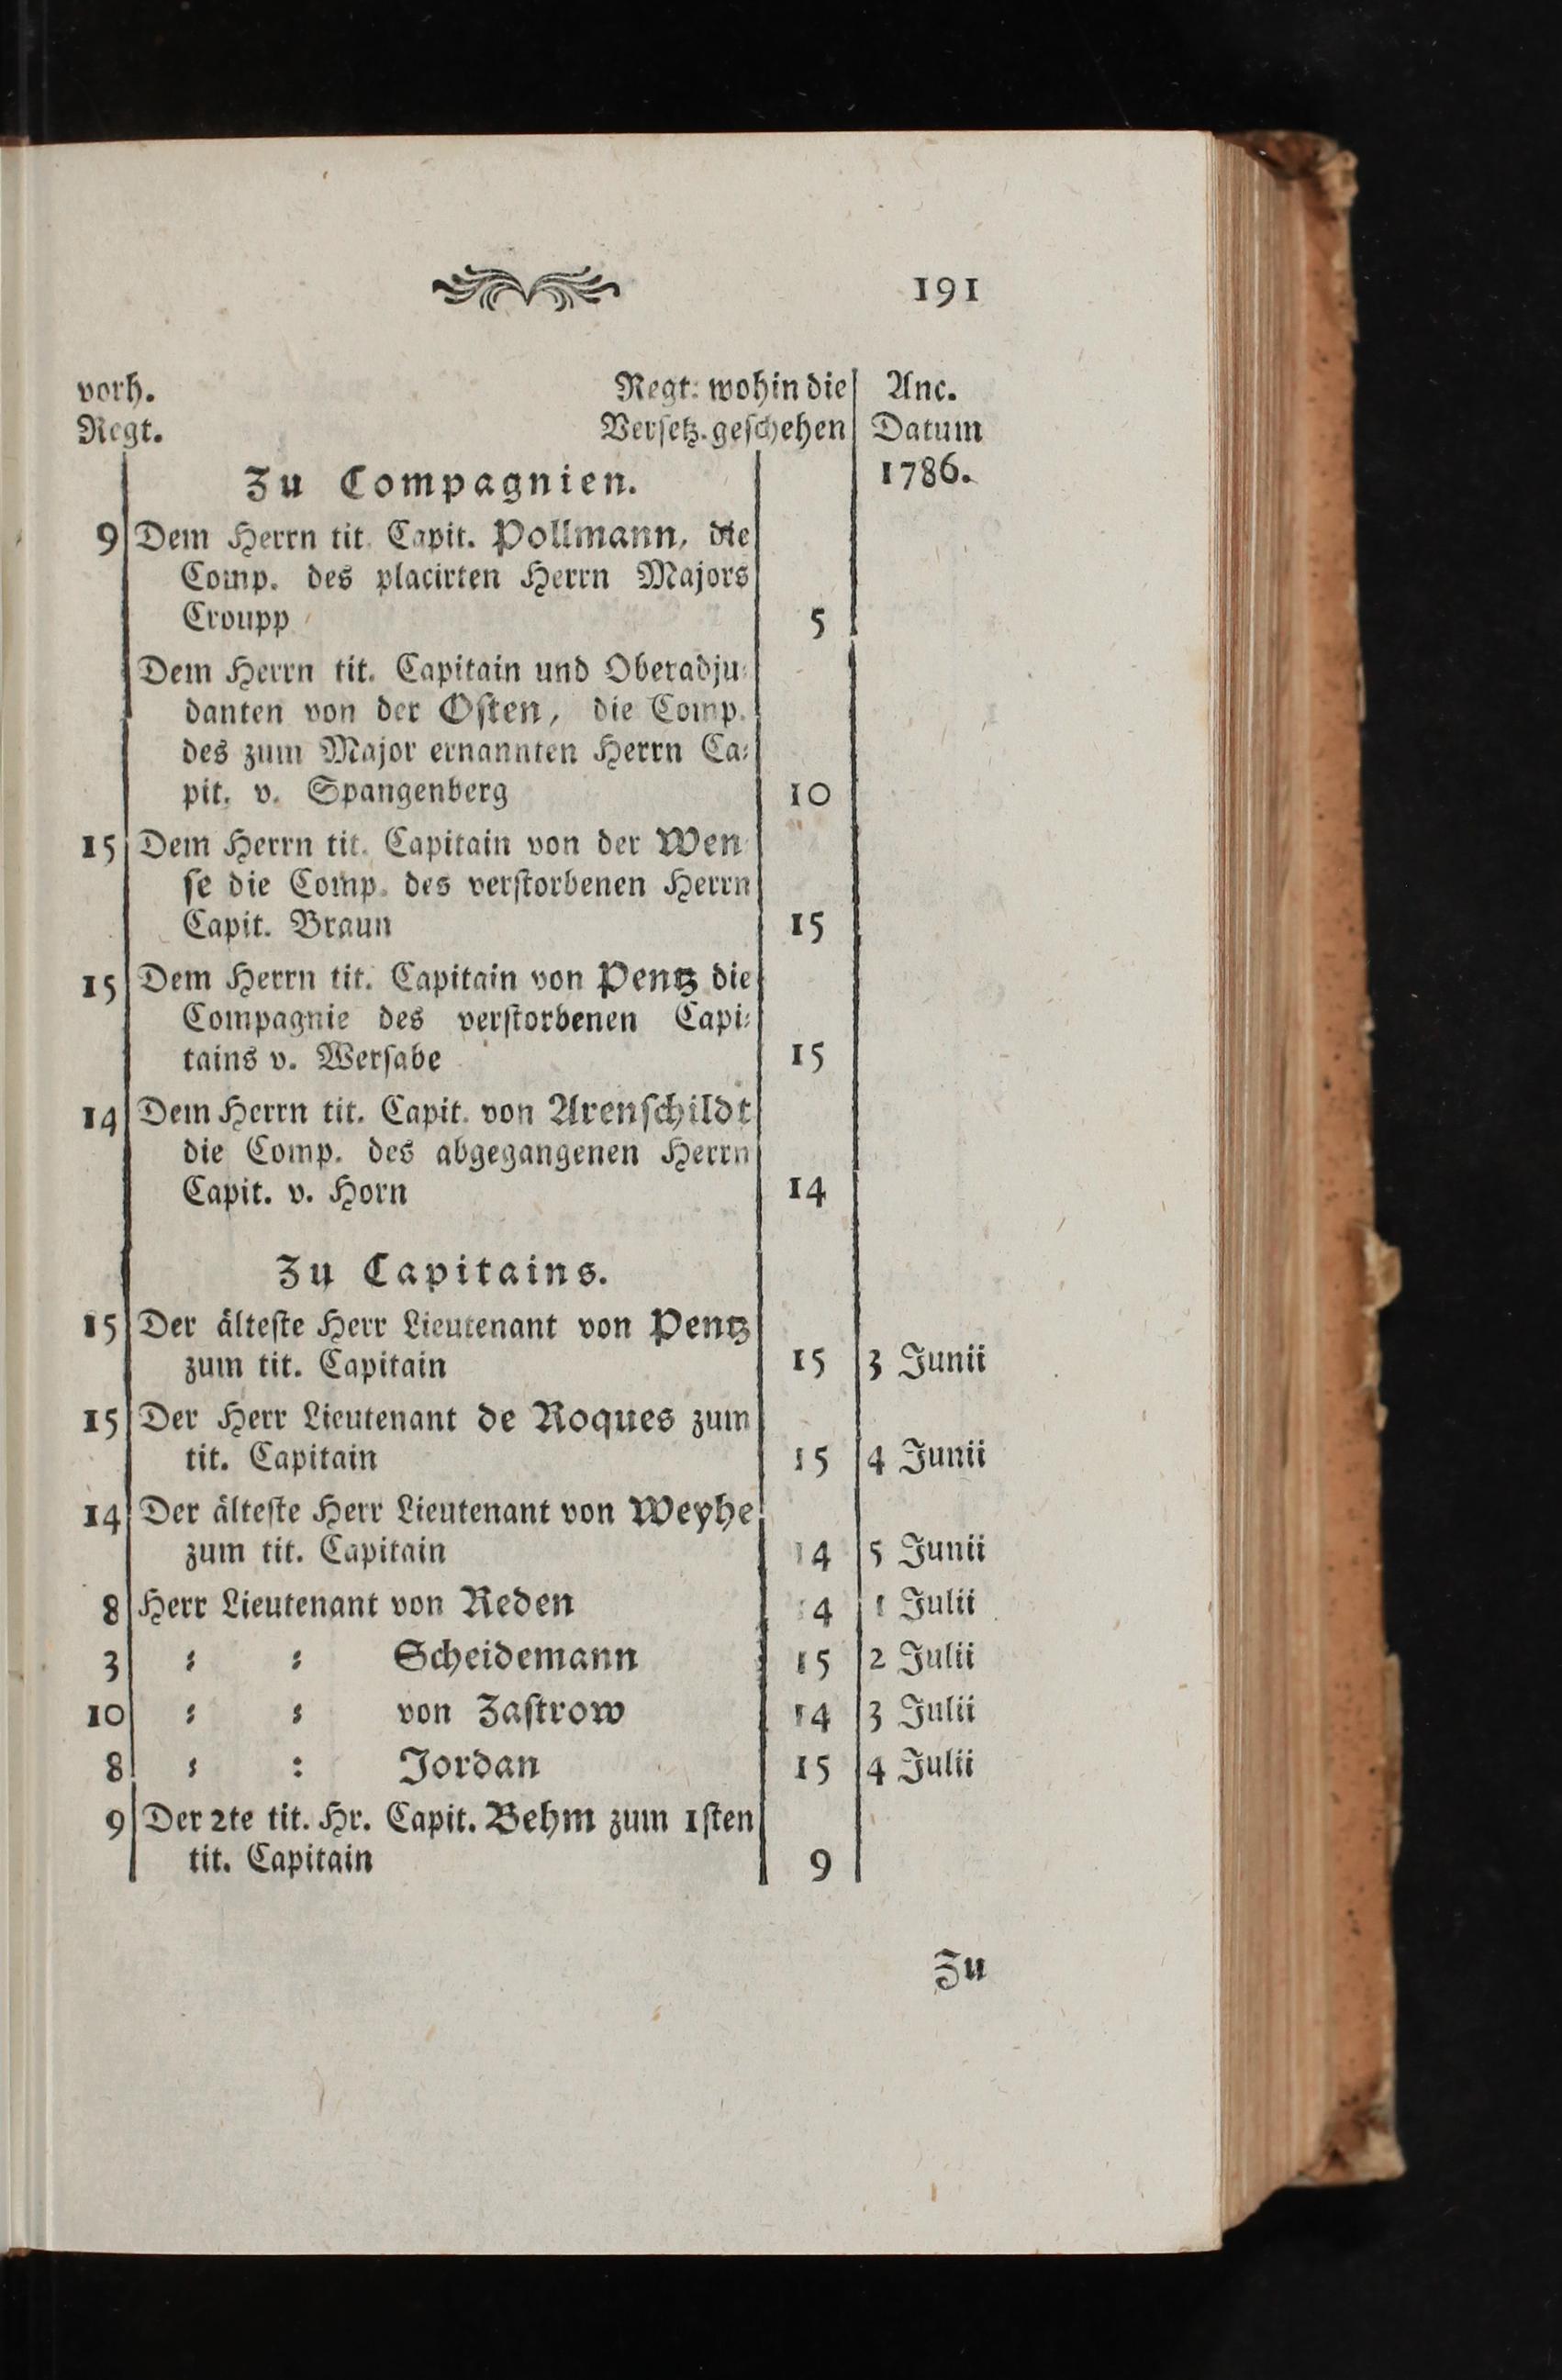 191
vorh. Regt. wohin die Anc.
Regt. Verſetz. geſchehen Datum
Zu Compagnien. 1786.
9 Dem Herrn tit. Capit. Pollmann, die
Comp. des placirten Herrn Majors
Croupp 5
Dem Herrn tit. Capitain und Oberadju⸗
danten von der Oſten, die Comp.
des zum Major ernannten Herrn Ca⸗
pit. v. Spangenberg 10
15 Dem Herrn tit. Capitain von der Wen
ſe die Comp. des verſtorbenen Herrn
Capit. Braun 15
15 Dem Herrn tit. Capitain von Pentz die
Compagnie des verſtorbenen Capi⸗
tains v. Werſabe 15
14 Dem Herrn tit. Capit. von Arenſchildt
die Comp. des abgegangenen Herrn
Capit. v. Horn 14
Zu Capitains.
15 Der älteſte Herr Lieutenant von Pentz
zum tit. Capitain 15 3 Junii
15 Der Herr Lieutenant de Roques zum
tit. Capitain 15 4 Junii
14 Der älteſte Herr Lieutenant von Weyhe
zum tit. Capitain 14 5 Junii
8 Herr Lieutenant von Reden 14 1 Julii
3 ⸗ ⸗ Scheidemann 15 2 Julii
10 ⸗ ⸗ von Zaſtrow 14 3 Julii
8 ⸗ : Jordan 15 4 Julii
9 Der 2te tit. Hr. Capit. Behm zum 1ſten
tit. Capitain 9
Zu